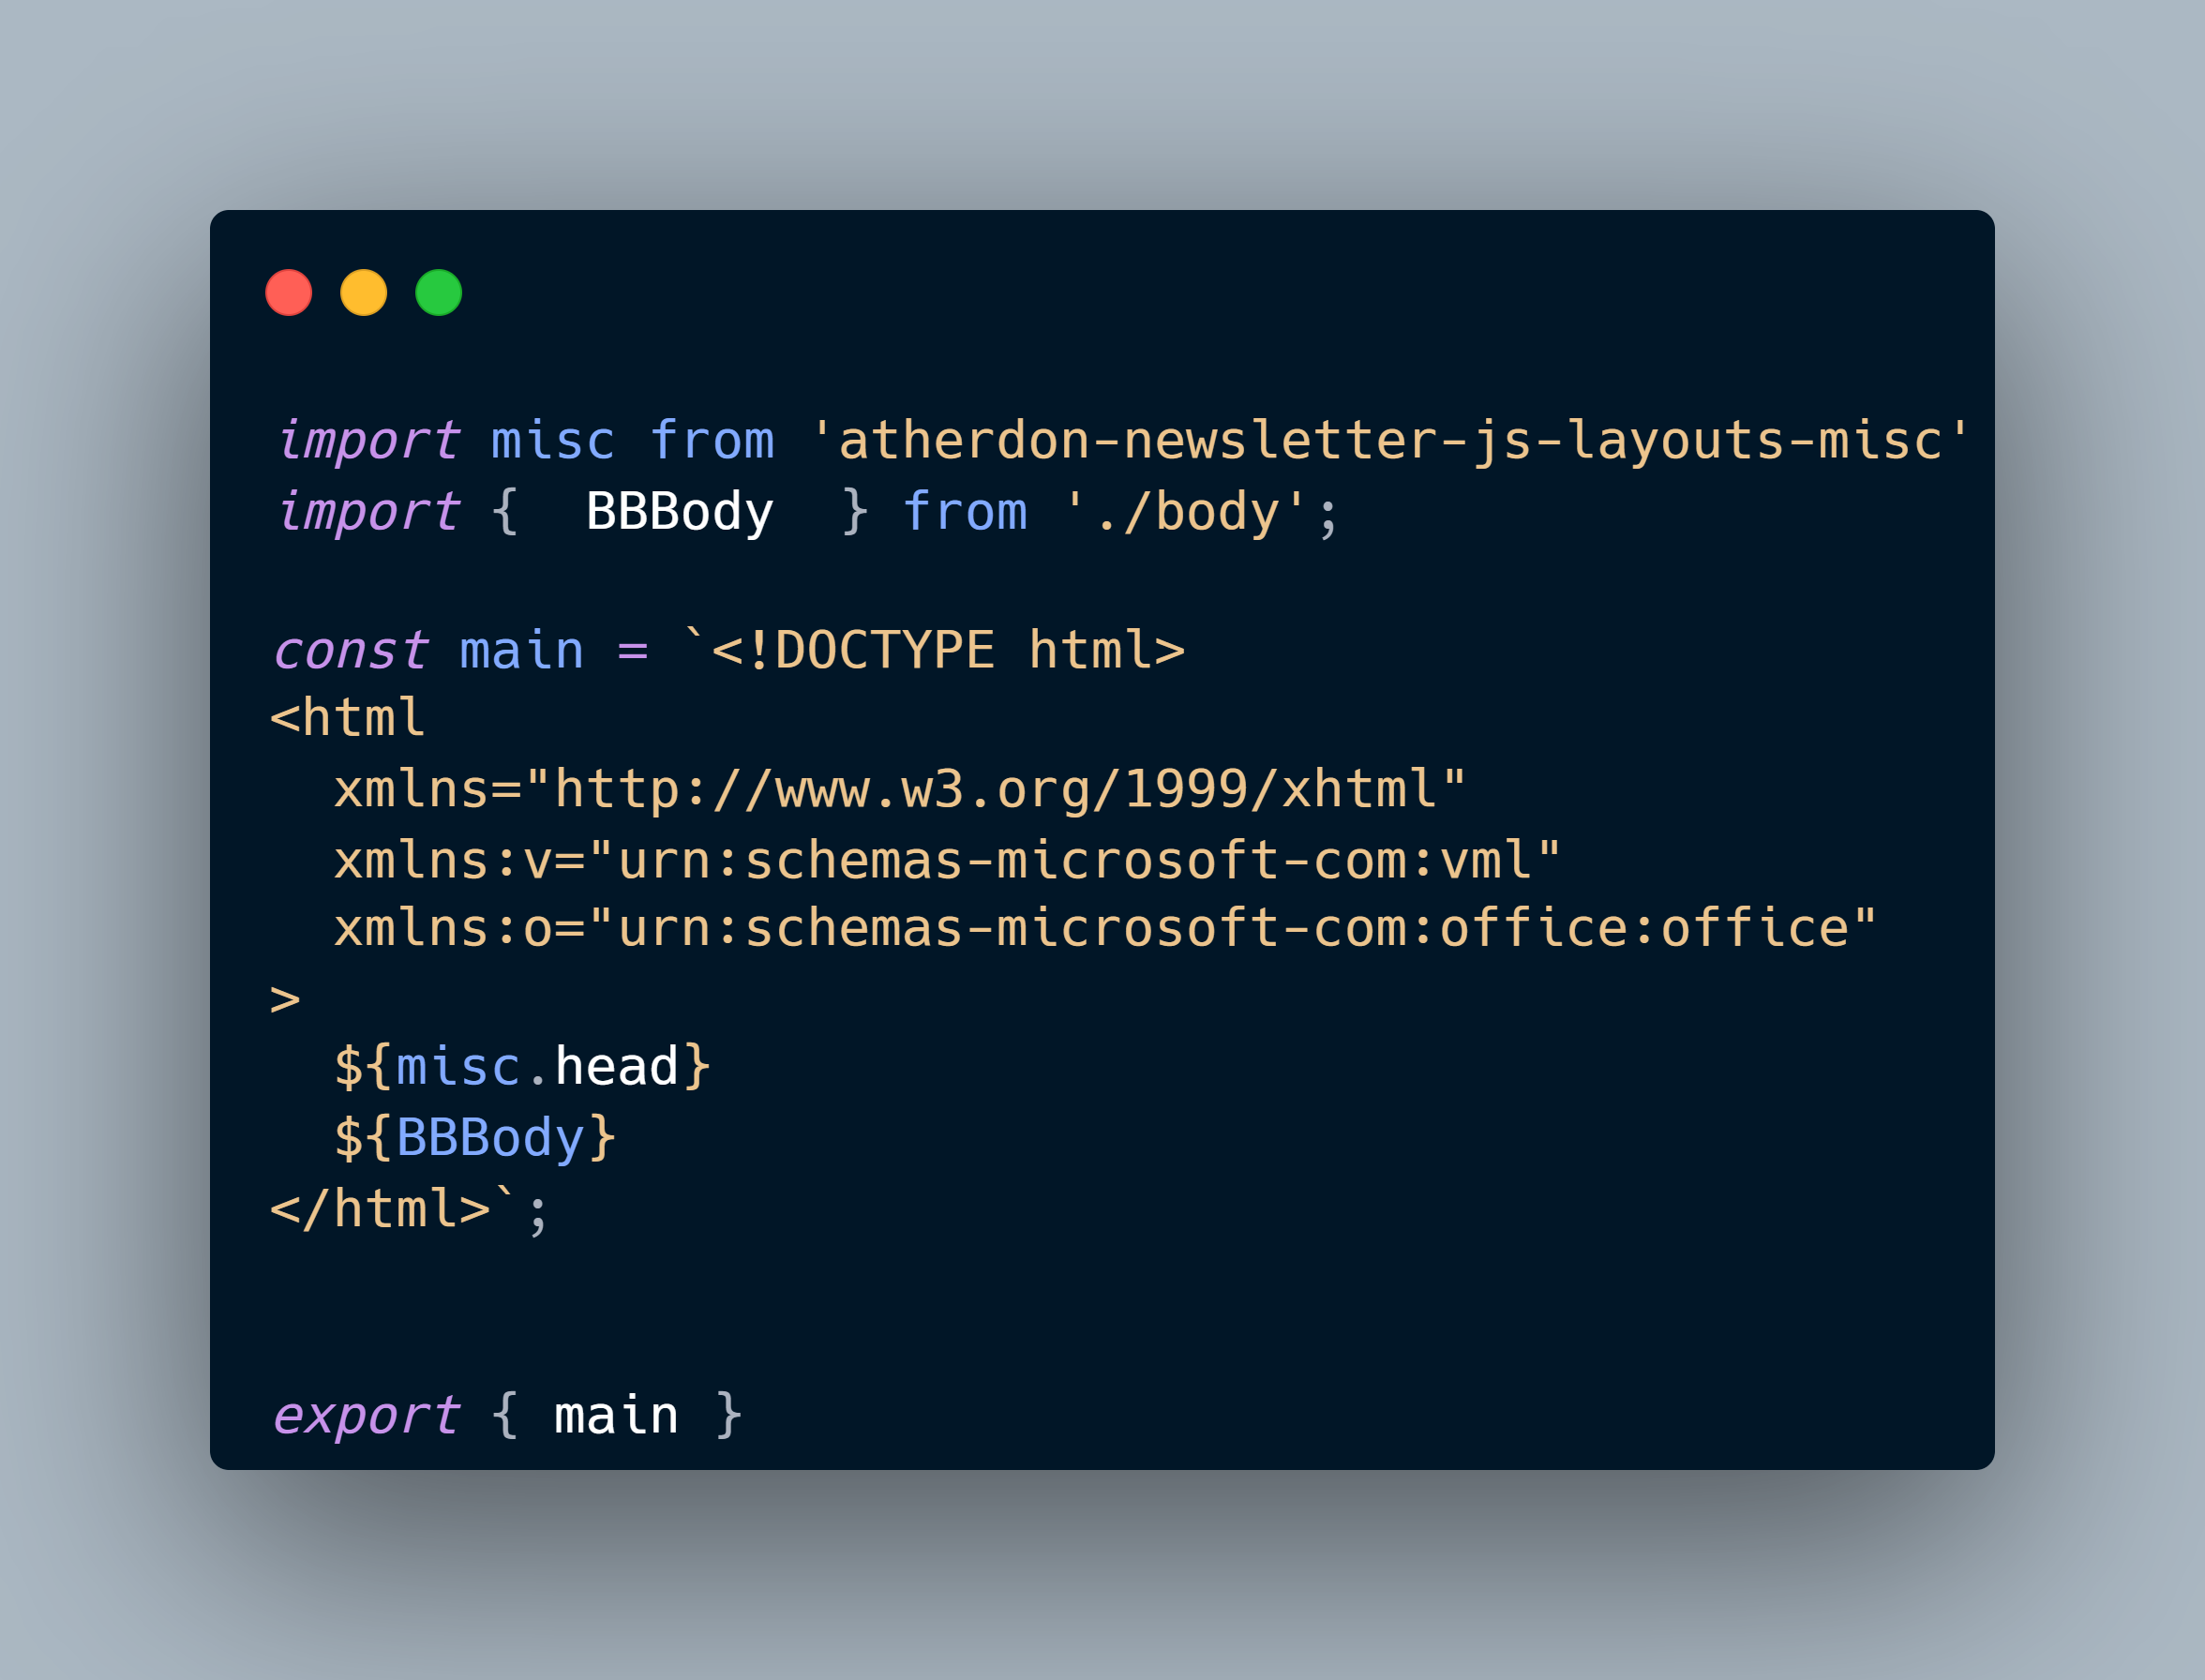 import misc from 'atherdon-newsletter-js-layouts-misc'
import {  BBBody  } from './body';

const main = `<!DOCTYPE html>
<html
  xmlns="http://www.w3.org/1999/xhtml"
  xmlns:v="urn:schemas-microsoft-com:vml"
  xmlns:o="urn:schemas-microsoft-com:office:office"
>
  ${misc.head}
  ${BBBody}
</html>`;


export { main }